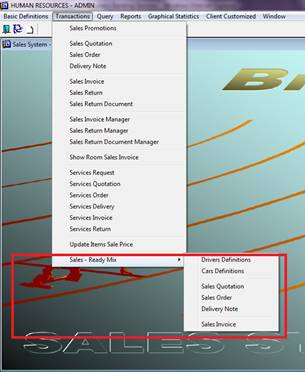 HUMAN RESOURCES - ADMIN
Basic Definitions Transactions Query Reports Graphical Statistics Client Customized Window
Sales System -
Sales Promotions
Sales Quotation
Sales Order
Delivery Note
Sales Invoice
Sales Return
Sales Return Document
Sales Invoice Manager
Sales Return Manager
Sales Return Document Manager
Show Room Sales Invoice
Services Request
Services Quotation
Services Order
Services Delivery
Services Invoice
Services Return
Update Items Sale Price
Sales - Ready Mix
Drivers Definitions
Cars Definitions
Sales Quotation
Sales Order
Delivery Note
Sales Invoice
SALES S